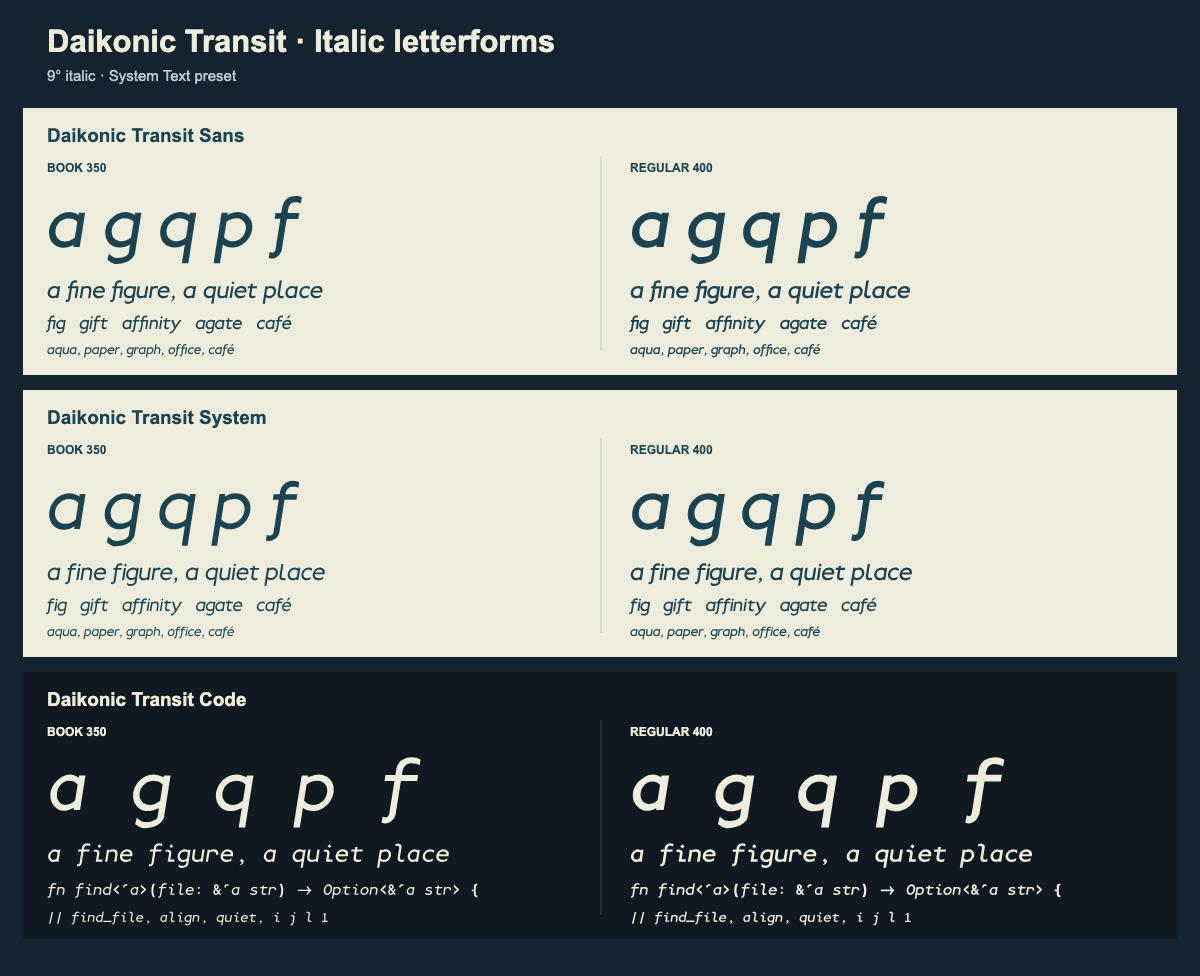 Daikonic Transit · Italic letterforms
9° italic · System Text preset
Daikonic Transit Sans
BOOK 350
a g q p f
a fine figure, a quiet place
fig gift affinity agate café
aqua, paper, graph, office, café
REGULAR 400
a g q p f
a fine figure, a quiet place
fig gift affinity agate café
aqua, paper, graph, office, café
Daikonic Transit System
BOOK 350
a g q p f
a fine figure, a quiet place
fig gift affinity agate café
aqua, paper, graph, office, café
REGULAR 400
a g q p f
a fine figure, a quiet place
fig gift affinity agate café
aqua, paper, graph, office, café
Daikonic Transit Code
BOOK 350
a g q p f
a fine figure, a quiet place
fn find<'a>(file: &'a str) → Option<&'a str> {
// find_file, align, quiet, i j l 1
REGULAR 400
a g q p f
a fine figure, a quiet place
fn find<'a>(file: &'a str) → Option<&'a str> {
// find_file, align, quiet, i j l 1